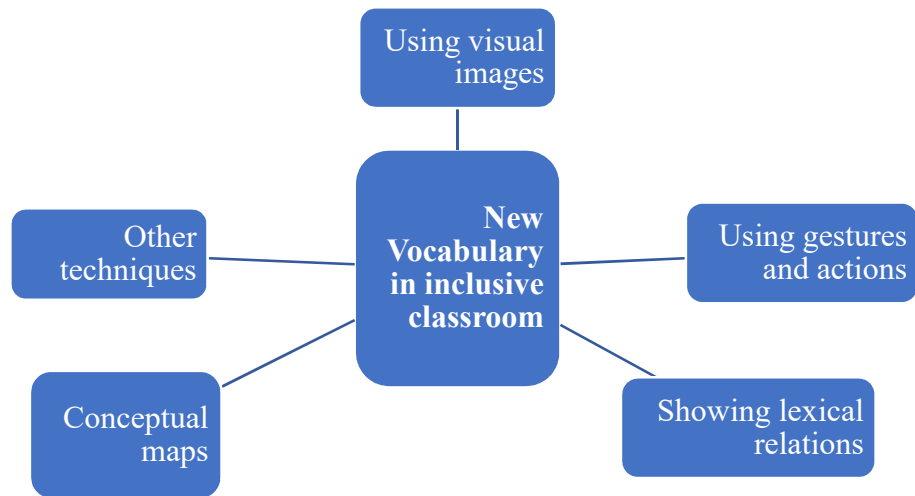 Using visual
images
New
Vocabulary
in inclusive
classroom
Other
techniques
Using gestures
and actions
Conceptual
maps
Showing lexical
relations